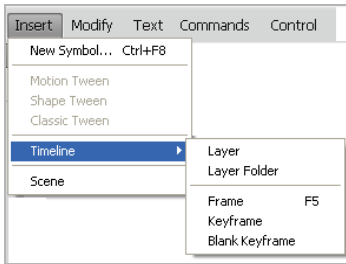 Insert Modify Text Commands Control
New Symbol... Ctrl+F8
Motion Tween
Shape Tween
Classic Tween
Timeline
Scene
Layer
Layer Folder
Frame F5
Keyframe
Blank Keyframe